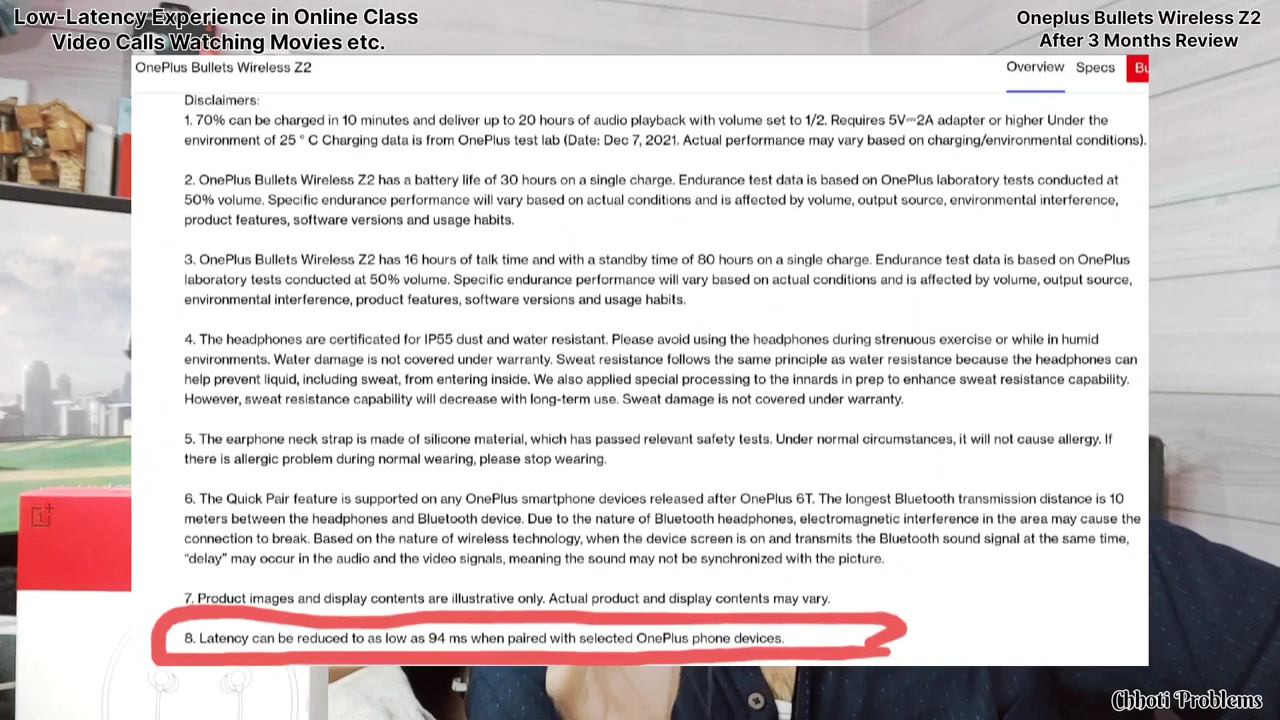 Low-Latency Experience in Online Class
Video Calls Watching Movies etc.
Oneplus Bullets Wireless Z2
After 3 Months Review
OnePlus Bullets Wireless Z2
Overview Specs
Disclaimers:
1. 70% can be charged in 10 minutes and deliver up to 20 hours of audio playback with volume set to 1/2. Requires 5V⎓2A adapter or higher Under the
environment of 25 ° C Charging data is from OnePlus test lab (Date: Dec 7, 2021. Actual performance may vary based on charging/environmental conditions).
2. OnePlus Bullets Wireless Z2 has a battery life of 30 hours on a single charge. Endurance test data is based on OnePlus laboratory tests conducted at
50% volume. Specific endurance performance will vary based on actual conditions and is affected by volume, output source, environmental interference,
product features, software versions and usage habits.
3. OnePlus Bullets Wireless Z2 has 16 hours of talk time and with a standby time of 80 hours on a single charge. Endurance test data is based on OnePlus
laboratory tests conducted at 50% volume. Specific endurance performance will vary based on actual conditions and is affected by volume, output source,
environmental interference, product features, software versions and usage habits.
4. The headphones are certificated for IP55 dust and water resistant. Please avoid using the headphones during strenuous exercise or while in humid
environments. Water damage is not covered under warranty. Sweat resistance follows the same principle as water resistance because the headphones can
help prevent liquid, including sweat, from entering inside. We also applied special processing to the innards in prep to enhance sweat resistance capability.
However, sweat resistance capability will decrease with long-term use. Sweat damage is not covered under warranty.
5. The earphone neck strap is made of silicone material, which has passed relevant safety tests. Under normal circumstances, it will not cause allergy. If
there is allergic problem during normal wearing, please stop wearing.
6. The Quick Pair feature is supported on any OnePlus smartphone devices released after OnePlus 6T. The longest Bluetooth transmission distance is 10
meters between the headphones and Bluetooth device. Due to the nature of Bluetooth headphones, electromagnetic interference in the area may cause the
connection to break. Based on the nature of wireless technology, when the device screen is on and transmits the Bluetooth sound signal at the same time,
“delay” may occur in the audio and the video signals, meaning the sound may not be synchronized with the picture.
7. Product images and display contents are illustrative only. Actual product and display contents may vary.
8. Latency can be reduced to as low as 94 ms when paired with selected OnePlus phone devices.
Chhoti Problems